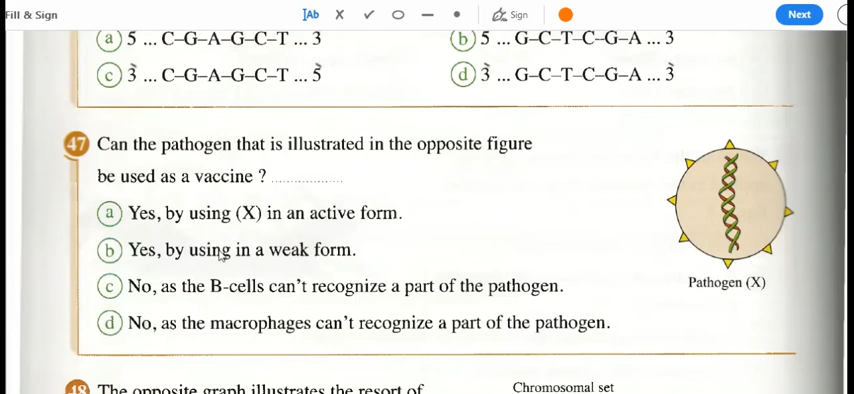 Fill & Sign
Ab
Sign
Next
a 5 ... C–G–A–G–C–T ... 3
b 5 ... G–C–T–C–G–A ... 3
c 3̀ ... C–G–A–G–C–T ... 5̀
d 3̀ ... G–C–T–C–G–A ... 3̀
47 Can the pathogen that is illustrated in the opposite figure
be used as a vaccine ? ..................
a Yes, by using (X) in an active form.
b Yes, by using in a weak form.
c No, as the B-cells can't recognize a part of the pathogen.
d No, as the macrophages can't recognize a part of the pathogen.
Pathogen (X)
48 The opposite graph illustrates the resort of
Chromosomal set